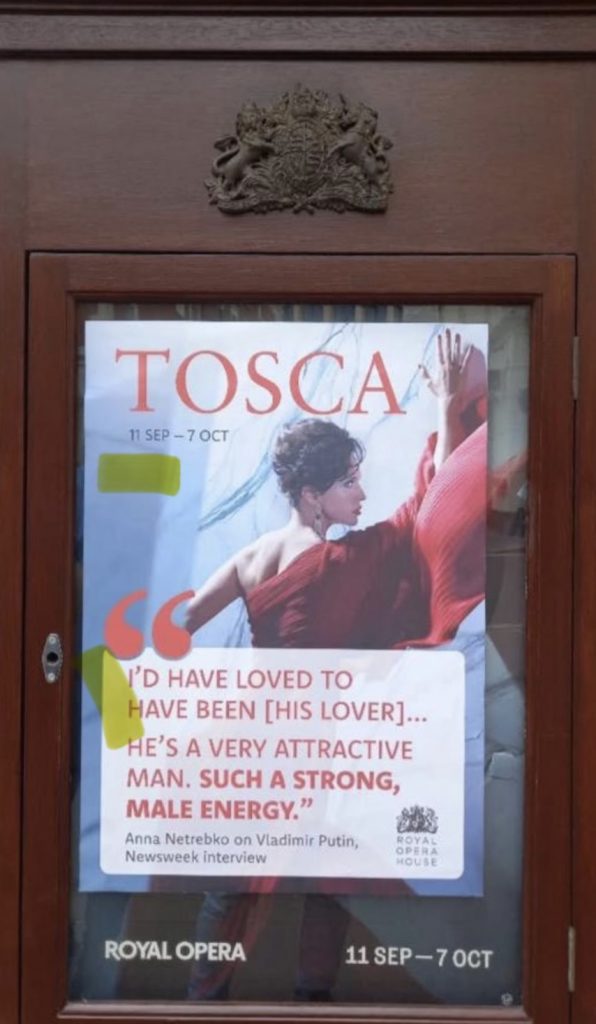 TOSCA
11 SEP – 7 OCT
“
I’D HAVE LOVED TO
HAVE BEEN [HIS LOVER]...
HE’S A VERY ATTRACTIVE
MAN. SUCH A STRONG,
MALE ENERGY.”
Anna Netrebko on Vladimir Putin,
Newsweek interview
ROYAL
OPERA
HOUSE
ROYAL OPERA
11 SEP – 7 OCT